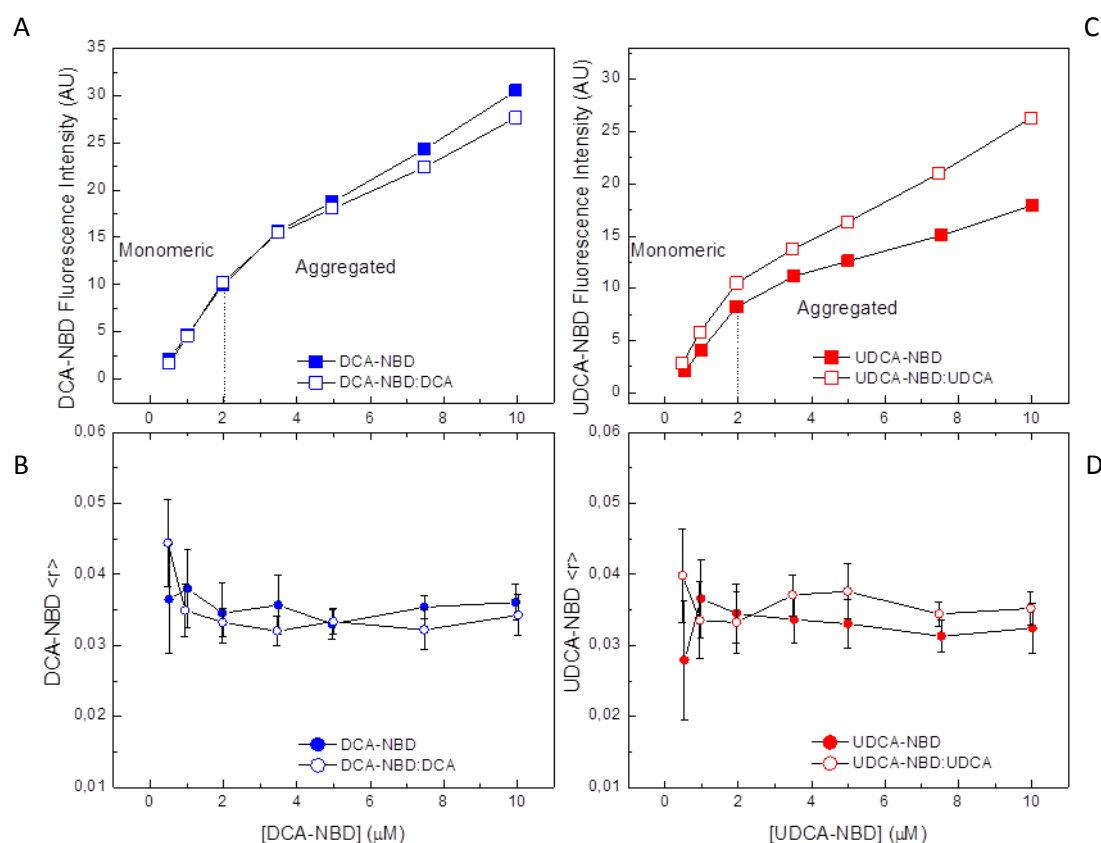 A
C
DCA-NBD Fluorescence Intensity (AU)
35
30
25
20
15
10
5
0
Monomeric
Aggregated
DCA-NBD
DCA-NBD:DCA
0 2 4 6 8 10
UDCA-NBD Fluorescence Intensity (AU)
30
25
20
15
10
5
0
Monomeric
Aggregated
UDCA-NBD
UDCA-NBD:UDCA
0 2 4 6 8 10
B
D
DCA-NBD <r>
0,06
0,05
0,04
0,03
0,02
0,01
DCA-NBD
DCA-NBD:DCA
0 2 4 6 8 10
[DCA-NBD] (μM)
UDCA-NBD <r>
0,06
0,05
0,04
0,03
0,02
0,01
UDCA-NBD
UDCA-NBD:UDCA
0 2 4 6 8 10
[UDCA-NBD] (μM)